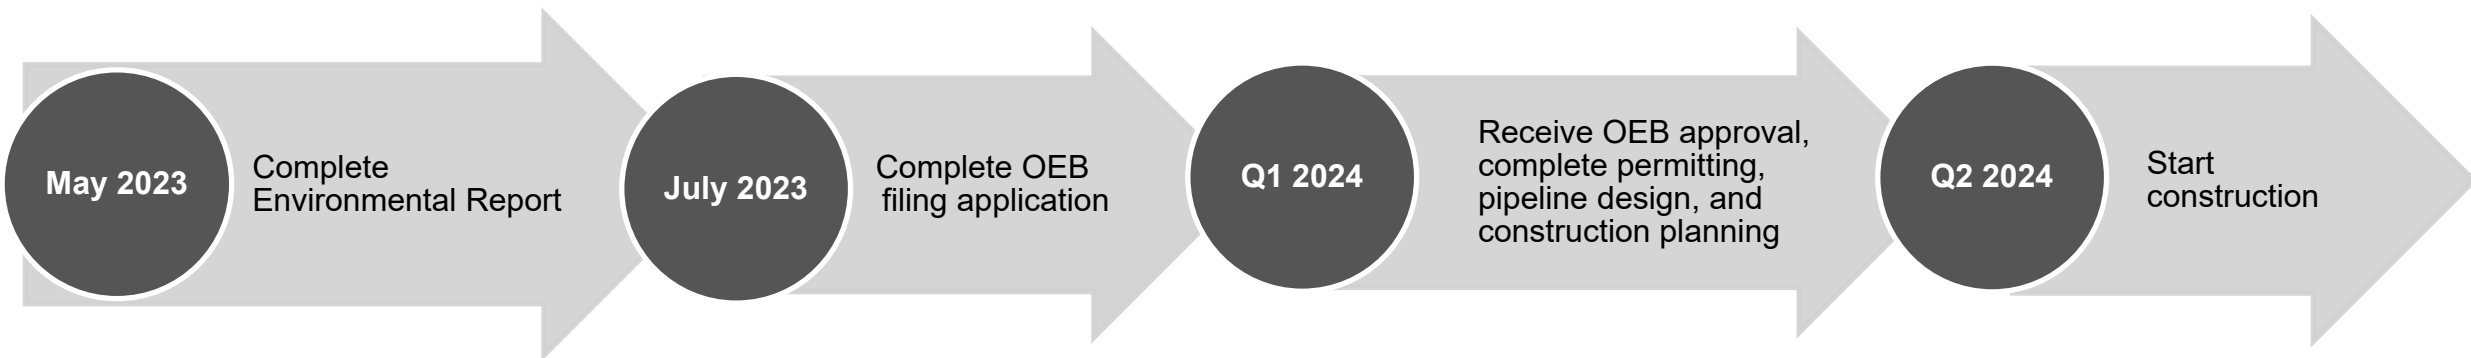 May 2023
Complete
Environmental Report
July 2023
Complete OEB
filing application
Q1 2024
Receive OEB approval,
complete permitting,
pipeline design, and
construction planning
Q2 2024
Start
construction